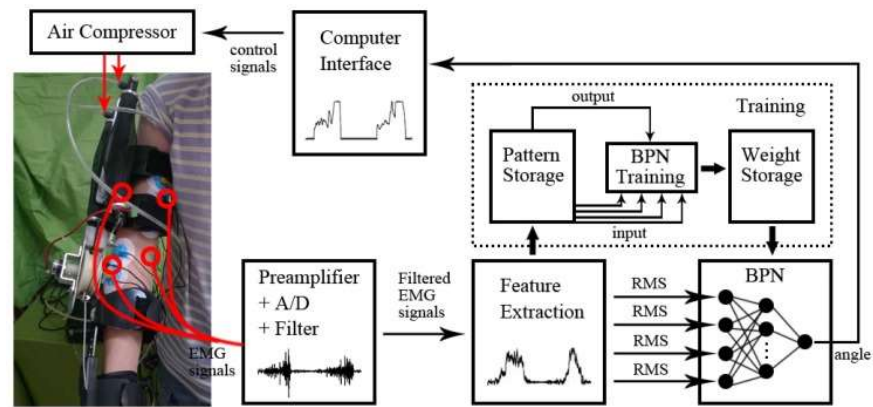 Air Compressor
control
signals
Computer
Interface
output
Training
Pattern
Storage
BPN
Training
Weight
Storage
input
Preamplifier
+ A/D
+ Filter
Filtered
EMG
signals
Feature
Extraction
RMS
RMS
RMS
RMS
BPN
angle
EMG
signals